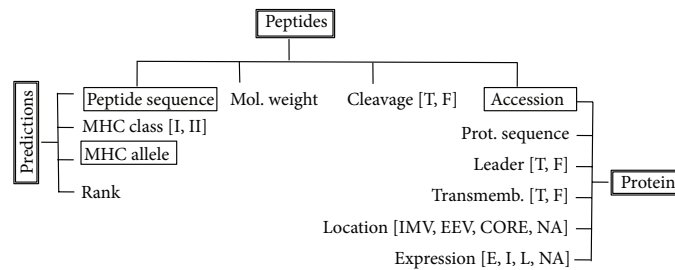 Peptides
Peptide sequence
Mol. weight
Cleavage [T, F]
Accession
Predictions
MHC class [I, II]
MHC allele
Rank
Prot. sequence
Leader [T, F]
Transmemb. [T, F]
Location [IMV, EEV, CORE, NA]
Expression [E, I, L, NA]
Protein